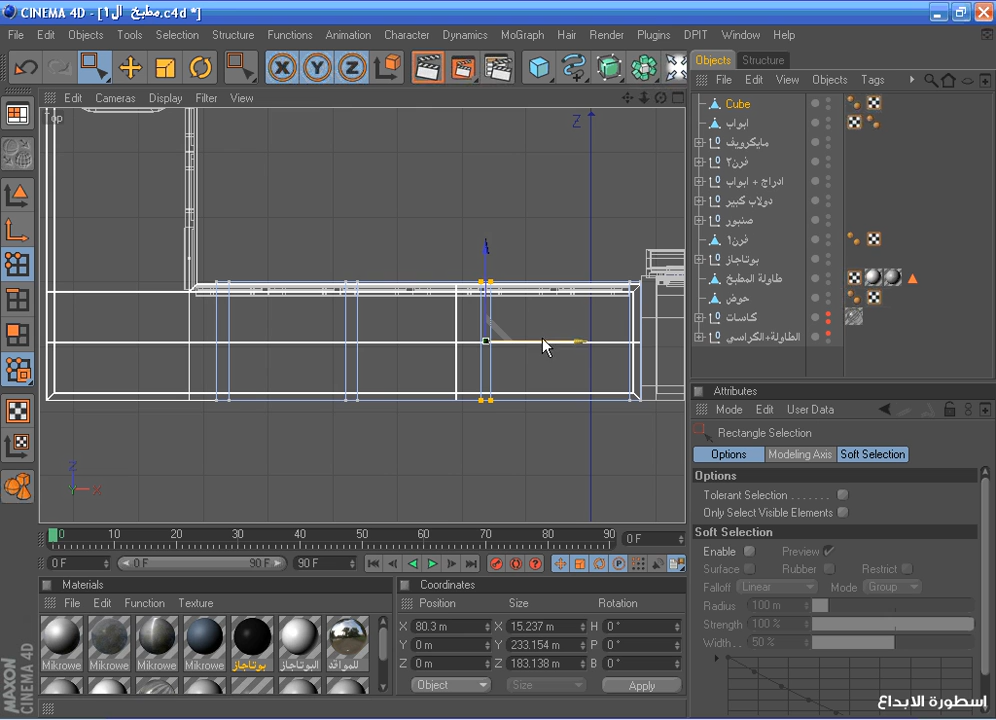 CINEMA 4D - [مطبخ ال1.c4d *]
File Edit Objects Tools Selection Structure Functions Animation Character Dynamics MoGraph Hair Render Plugins DPIT Window Help
Objects Structure
File Edit View Objects Tags
Edit Cameras Display Filter View
Top
Z
Z
Y X
Cube
ابواب
مايكرويف
فرن٢
ادراج + ابواب
دولاب كبير
صنبور
فرن١
بوتاجاز
طاولة المطبخ
حوض
كاسات
الطاولة+الكراسي
Attributes
Mode Edit User Data
Rectangle Selection
Options Modeling Axis Soft Selection
Options
Tolerant Selection . . . . . . .
Only Select Visible Elements
Soft Selection
Enable Preview
Surface Rubber Restrict
Falloff Linear Mode Group
Radius 100 m
Strength 100 %
Width . . 50 %
0 10 20 30 40 50 60 70 80 90 0 F
0 F 0 F 90 F 90 F
Materials
File Edit Function Texture
Mikrowe Mikrowe Mikrowe Mikrowe بوتاجاز البوتاجاز للمواقد
Coordinates
Position Size Rotation
X 80.3 m X 15.237 m H 0 °
Y 0 m Y 233.154 m P 0 °
Z 0 m Z 183.138 m B 0 °
Object Size Apply
MAXON
CINEMA 4D
اسطورة الابداع